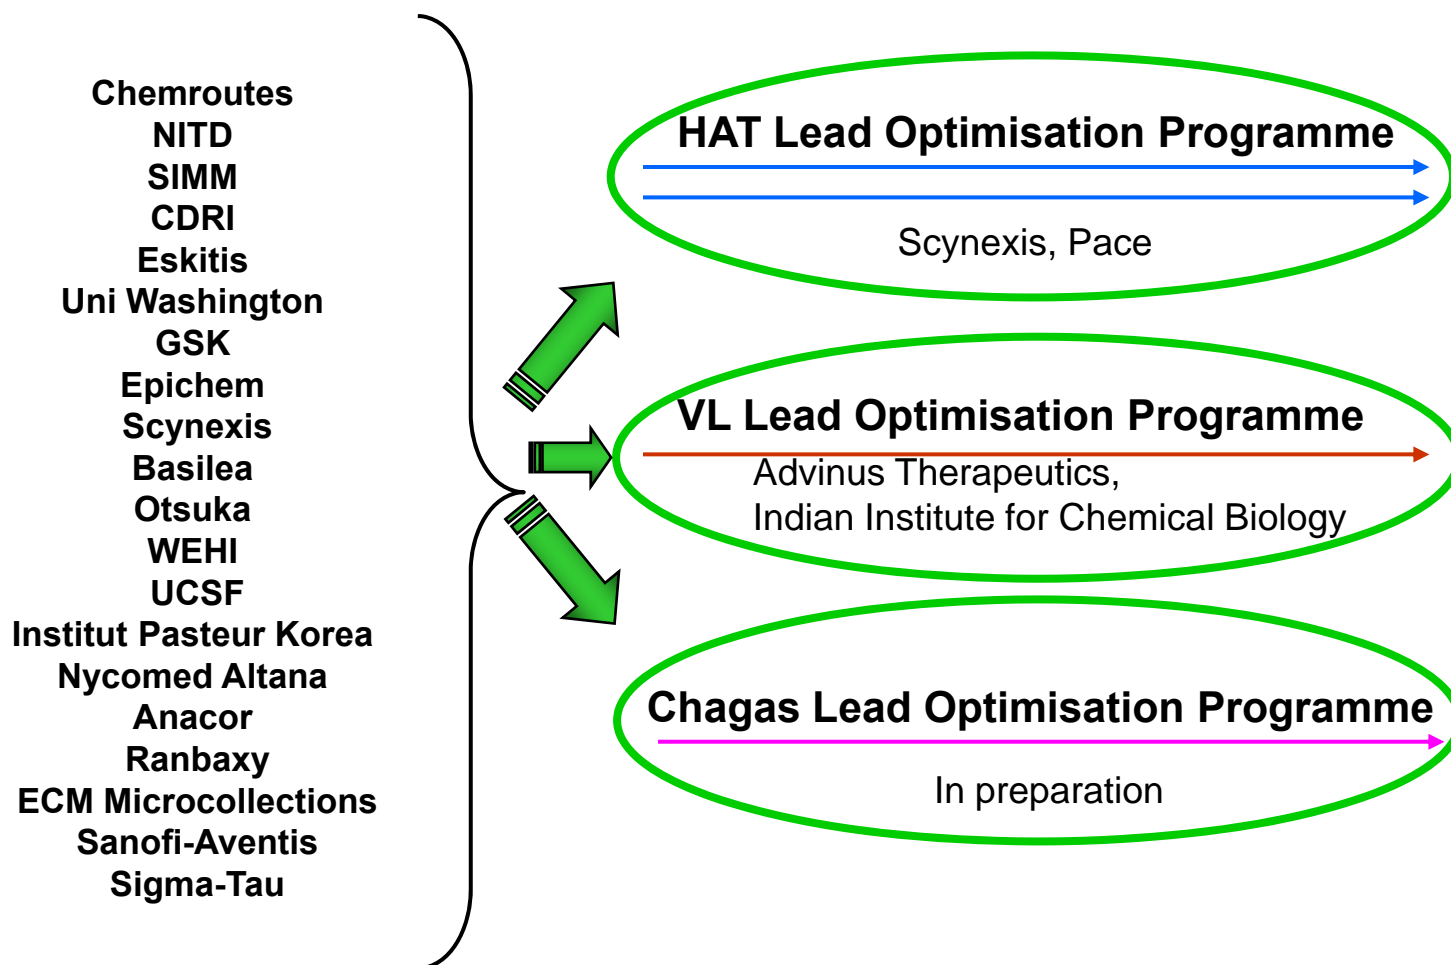 Chemroutes
NITD
SIMM
CDRI
Eskitis
Uni Washington
GSK
Epichem
Scynexis
Basilea
Otsuka
WEHI
UCSF
Institut Pasteur Korea
Nycomed Altana
Anacor
Ranbaxy
ECM Microcollections
Sanofi-Aventis
Sigma-Tau
HAT Lead Optimisation Programme
Scynexis, Pace
VL Lead Optimisation Programme
Advinus Therapeutics,
Indian Institute for Chemical Biology
Chagas Lead Optimisation Programme
In preparation